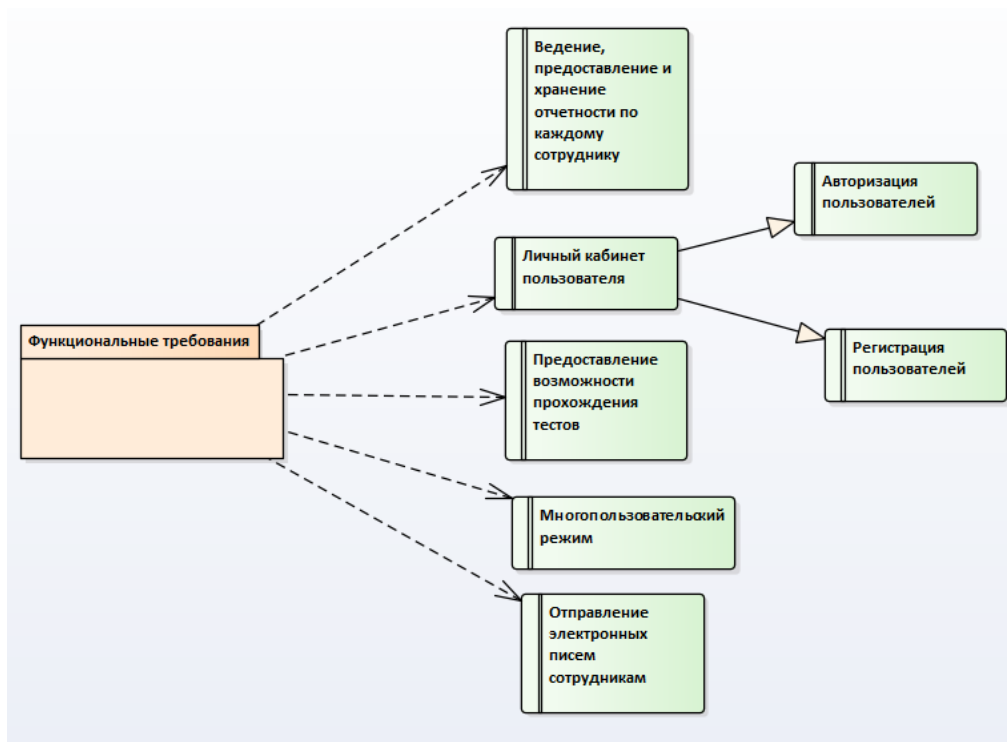 Функциональные требования
Ведение,
предоставление и
хранение
отчетности по
каждому
сотруднику
Личный кабинет
пользователя
Авторизация
пользователей
Регистрация
пользователей
Предоставление
возможности
прохождения
тестов
Многопользовательский
режим
Отправление
электронных
писем
сотрудникам